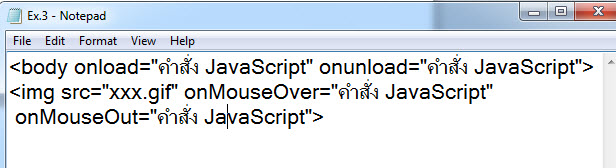 Ex.3 - Notepad
File Edit Format View Help
<body onload="คำสั่ง JavaScript" onunload="คำสั่ง JavaScript">
<img src="xxx.gif" onMouseOver="คำสั่ง JavaScript"
onMouseOut="คำสั่ง JavaScript">